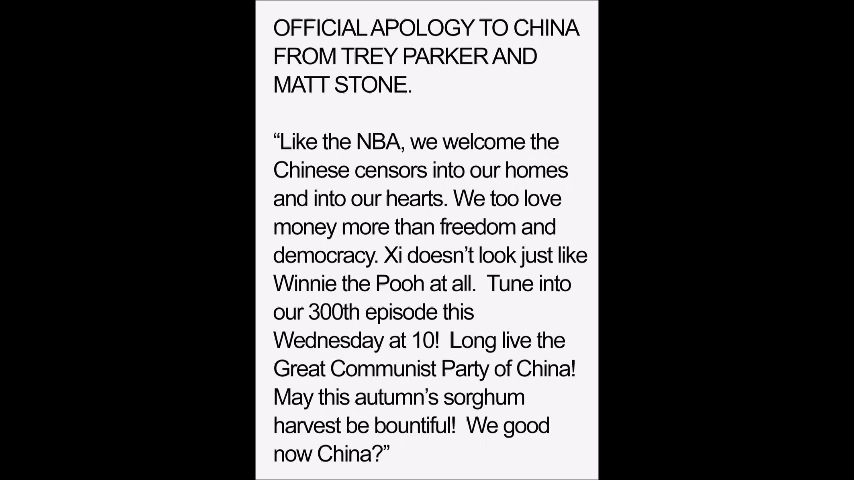 OFFICIAL APOLOGY TO CHINA
FROM TREY PARKER AND
MATT STONE.
“Like the NBA, we welcome the
Chinese censors into our homes
and into our hearts. We too love
money more than freedom and
democracy. Xi doesn’t look just like
Winnie the Pooh at all.  Tune into
our 300th episode this
Wednesday at 10!  Long live the
Great Communist Party of China!
May this autumn’s sorghum
harvest be bountiful!  We good
now China?”